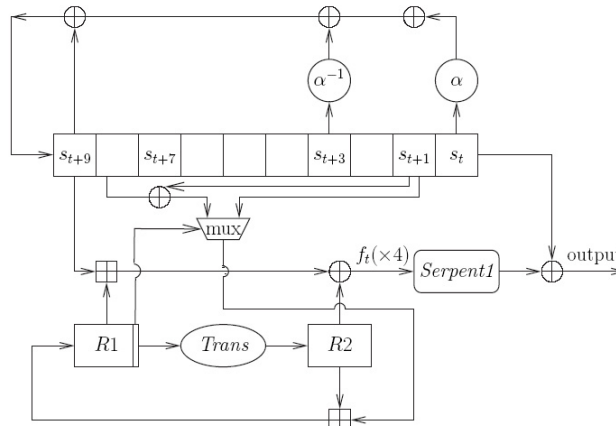 α⁻¹
α
s_{t+9}
s_{t+7}
s_{t+3}
s_{t+1}
s_t
mux
f_t(×4)
Serpent1
output
R1
Trans
R2